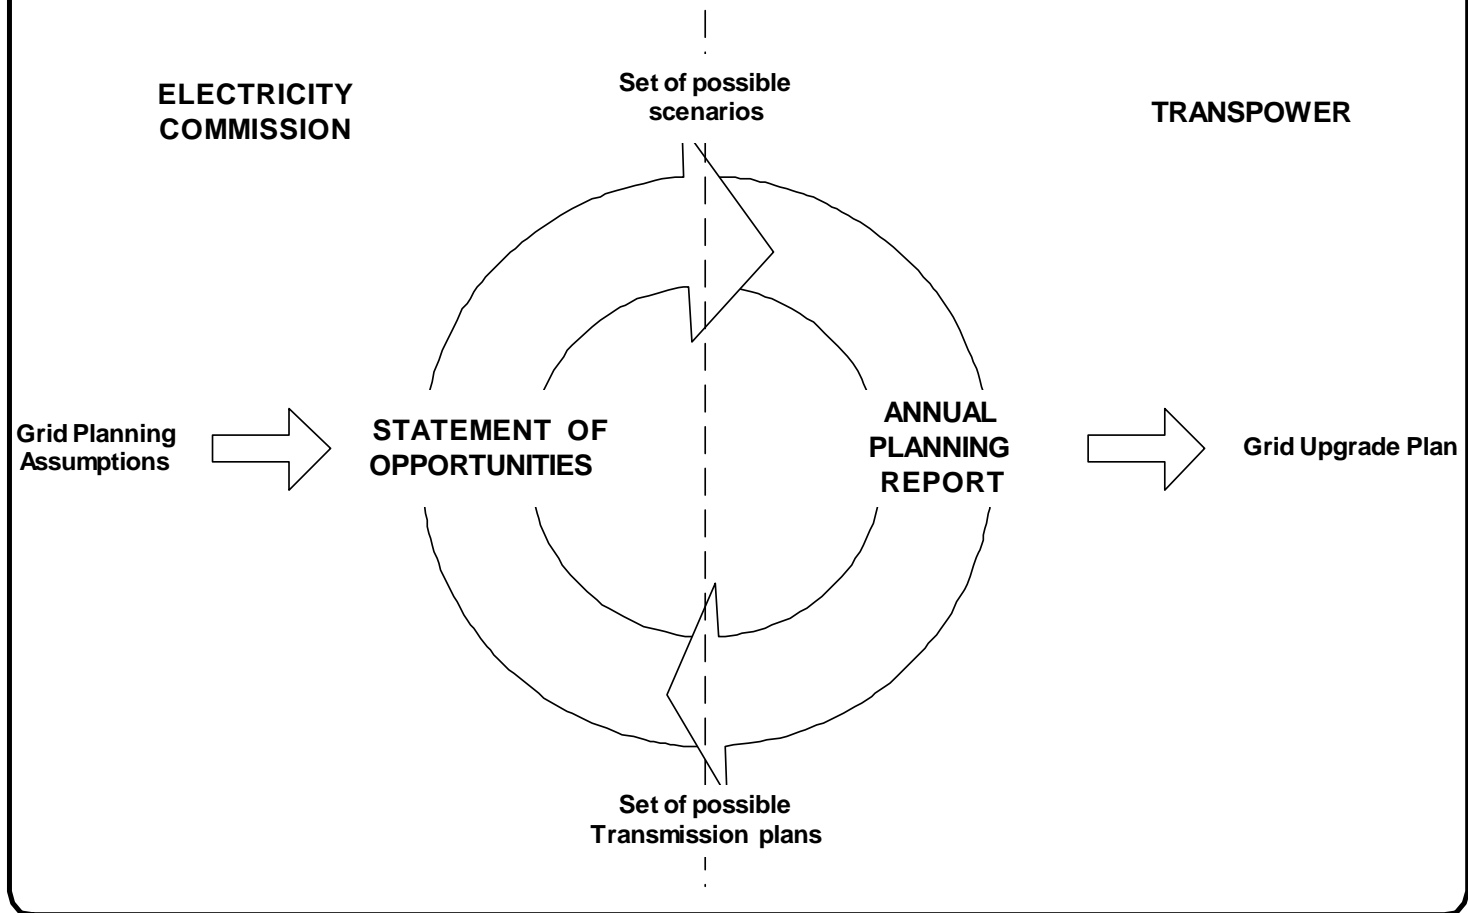 ELECTRICITY
COMMISSION
Set of possible
scenarios
TRANSPOWER
Grid Planning
Assumptions
STATEMENT OF
OPPORTUNITIES
ANNUAL
PLANNING
REPORT
Grid Upgrade Plan
Set of possible
Transmission plans